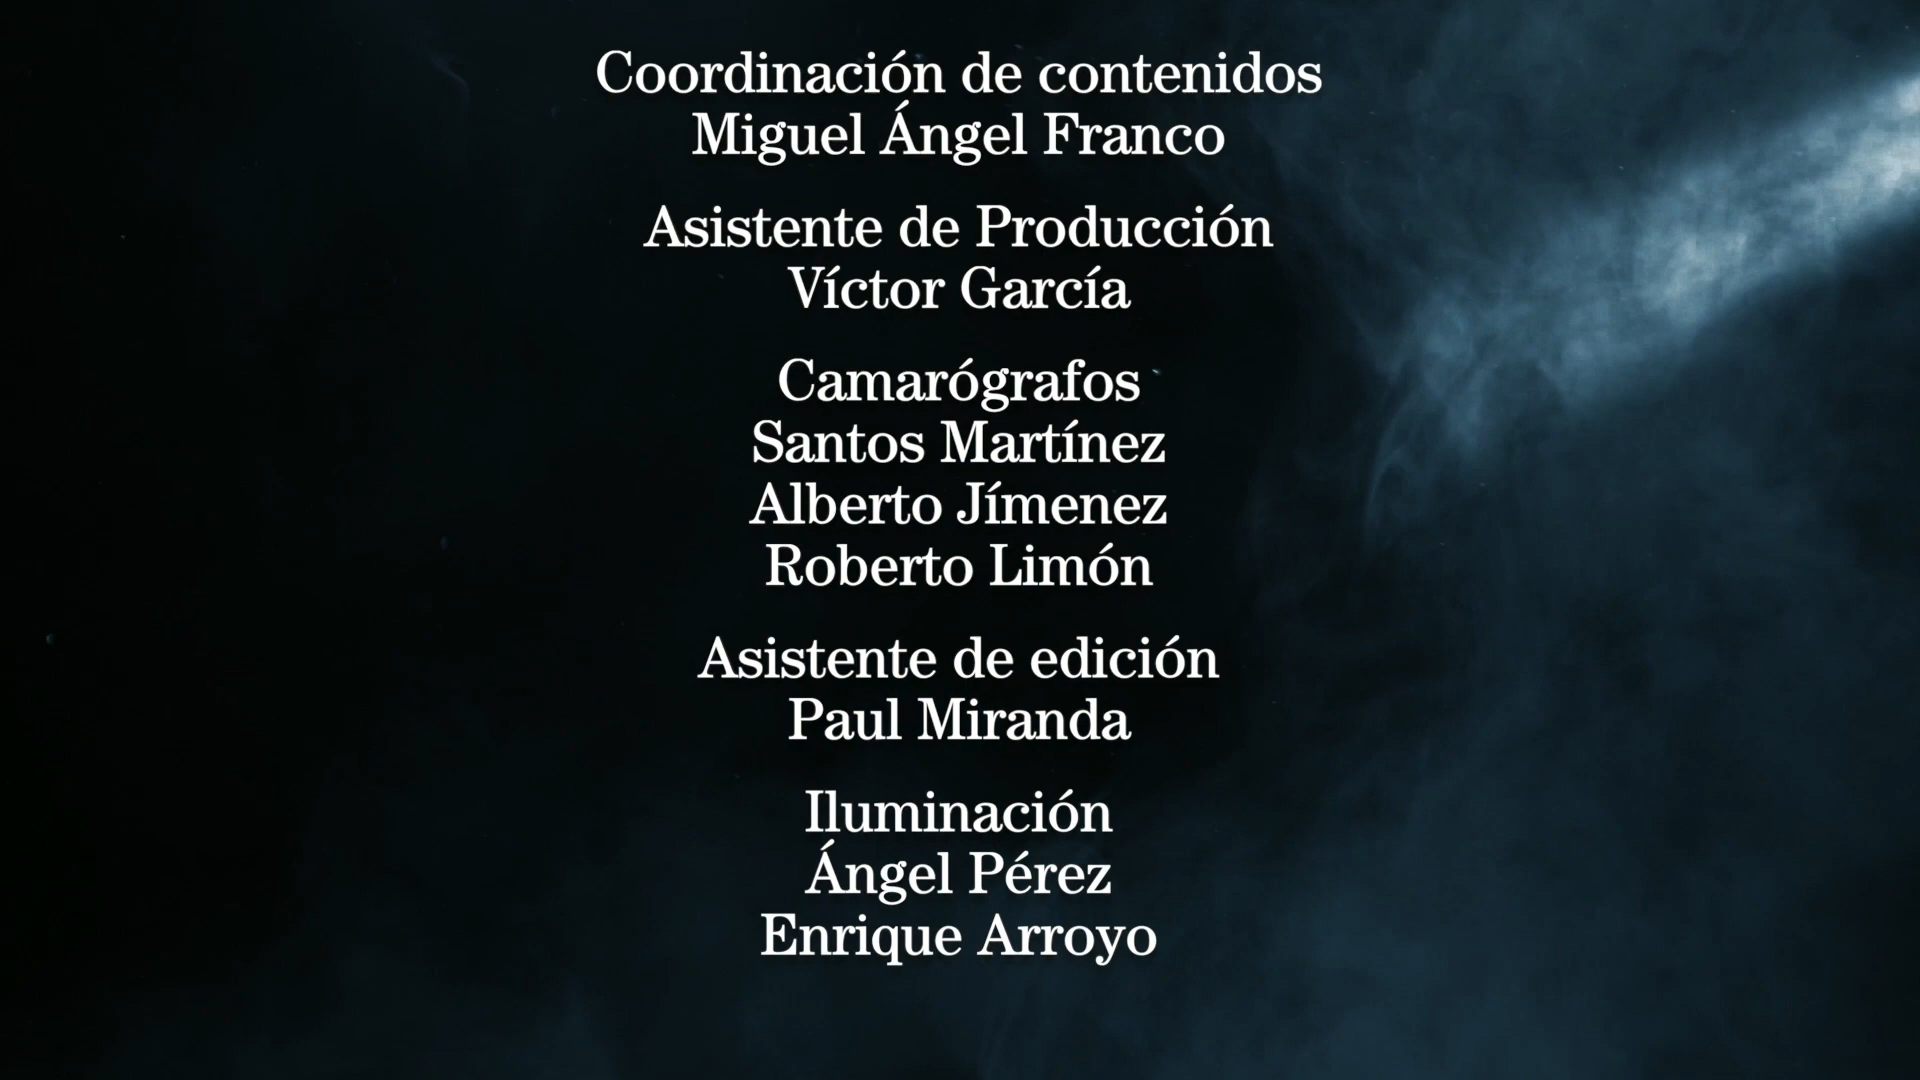 Coordinación de contenidos
Miguel Ángel Franco
Asistente de Producción
Víctor García
Camarógrafos
Santos Martínez
Alberto Jímenez
Roberto Limón
Asistente de edición
Paul Miranda
Iluminación
Ángel Pérez
Enrique Arroyo